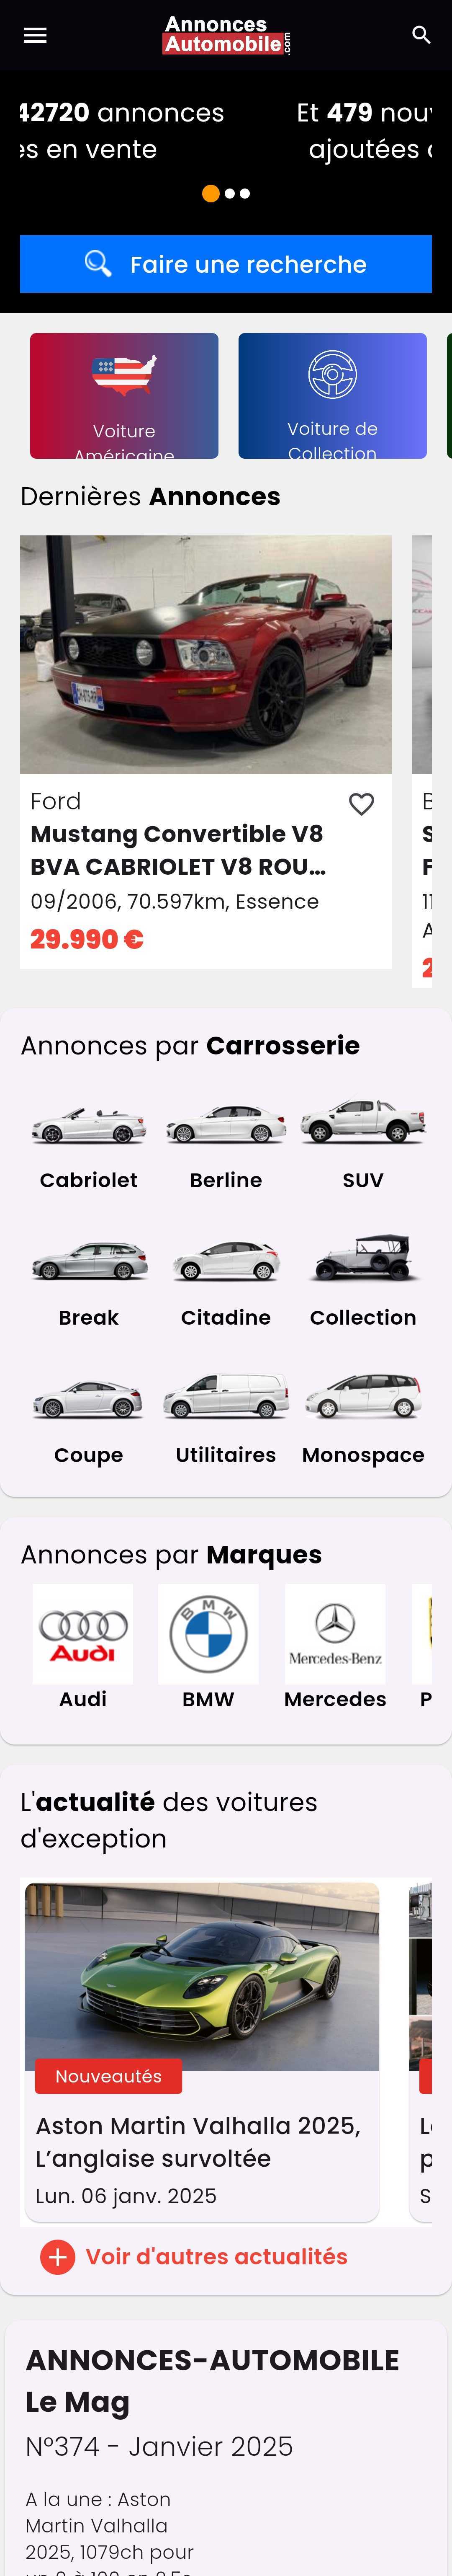 Annonces
Automobile
.com
42720 annonces
Et 479
en vente
ajoutées
Faire une recherche
Voiture
Américaine
Voiture de
Collection
Dernières Annonces
Ford
Mustang Convertible V8
BVA CABRIOLET V8 ROU...
09/2006, 70.597km, Essence
29.990 €
Annonces par Carrosserie
Cabriolet
Berline
SUV
Break
Citadine
Collection
Coupe
Utilitaires
Monospace
Annonces par Marques
Audi
BMW
Mercedes-Benz
Audi
BMW
Mercedes
P
L'actualité des voitures
d'exception
Nouveautés
Aston Martin Valhalla 2025,
L’anglaise survoltée
Lun. 06 janv. 2025
Voir d'autres actualités
ANNONCES-AUTOMOBILE
Le Mag
N°374 - Janvier 2025
A la une : Aston
Martin Valhalla
2025, 1079ch pour